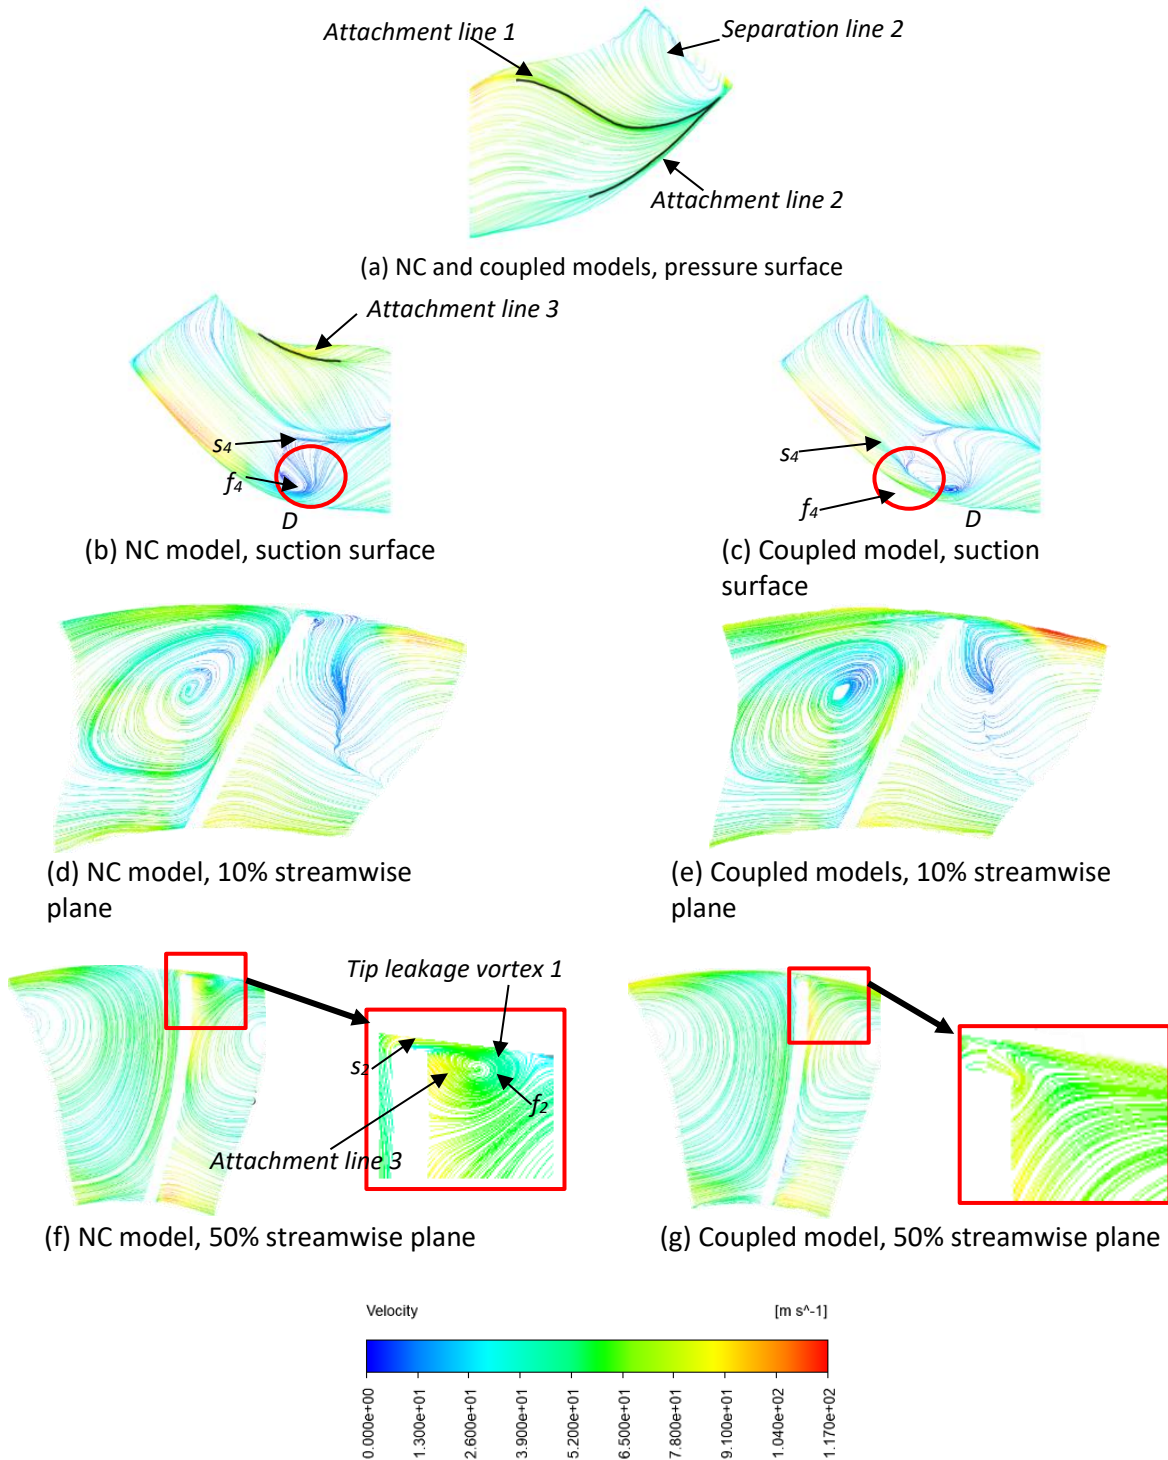 Attachment line 1
Separation line 2
Attachment line 2
(a) NC and coupled models, pressure surface
Attachment line 3
s4
f4
D
s4
f4
D
(b) NC model, suction surface
(c) Coupled model, suction
surface
(d) NC model, 10% streamwise
plane
(e) Coupled models, 10% streamwise
plane
Tip leakage vortex 1
s2
f2
Attachment line 3
(f) NC model, 50% streamwise plane
(g) Coupled model, 50% streamwise plane
Velocity
[m s^-1]
0.000e+00
1.300e+01
2.600e+01
3.900e+01
5.200e+01
6.500e+01
7.800e+01
9.100e+01
1.040e+02
1.170e+02